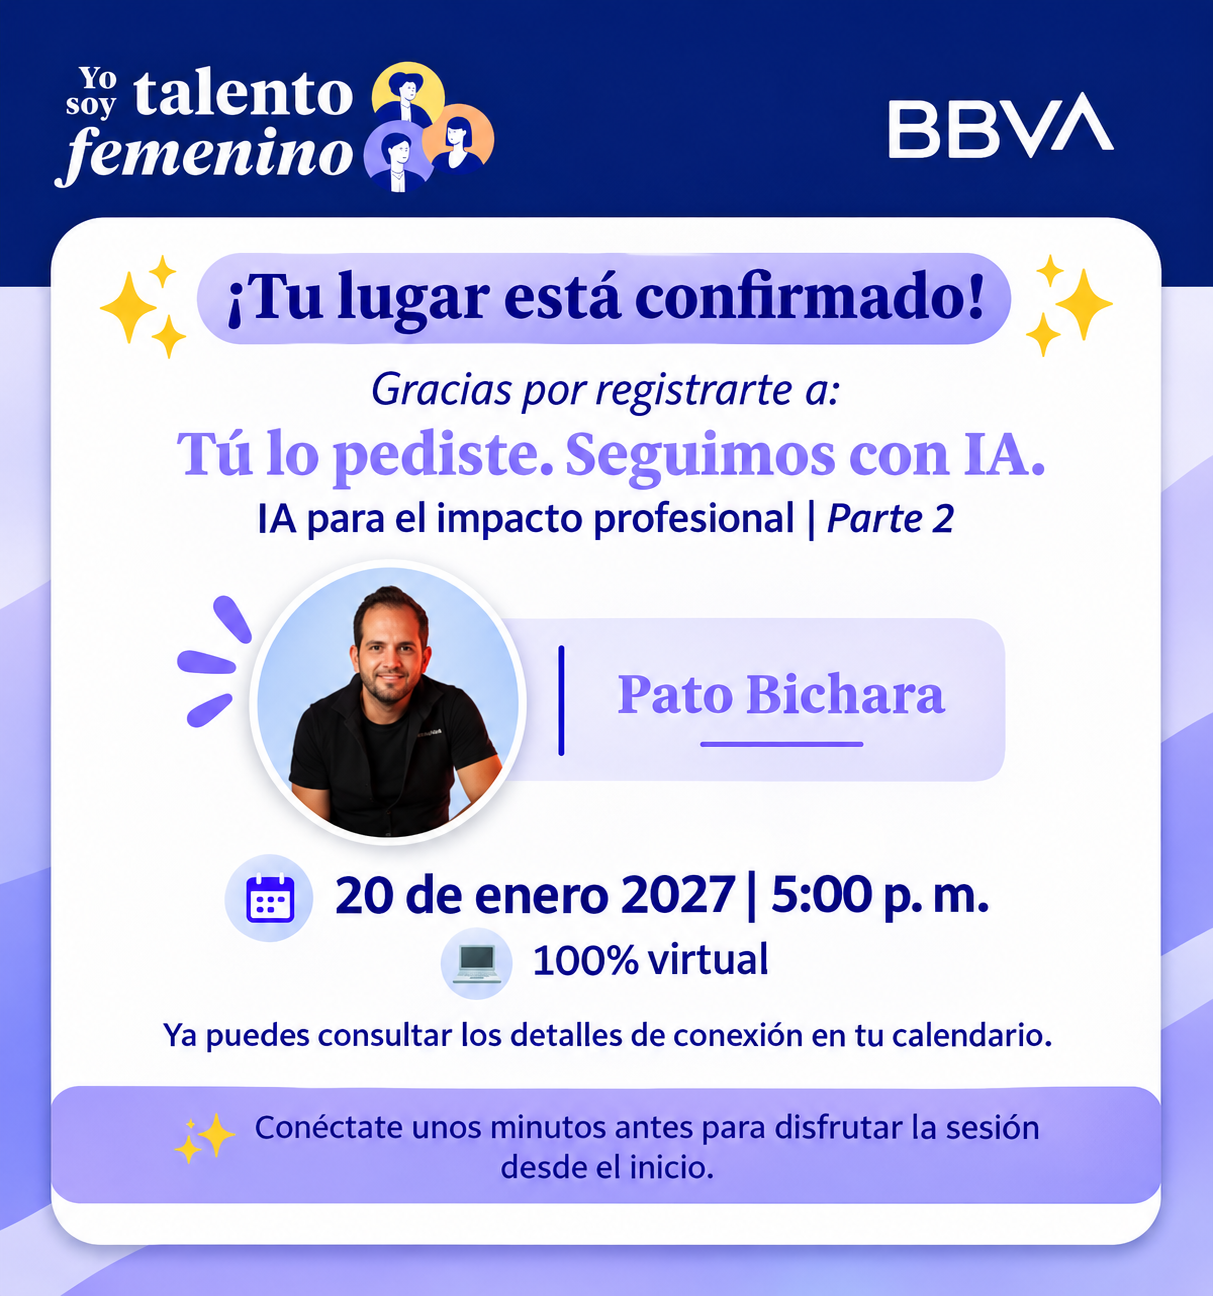 Yo soy talento
femenino
BBVA
¡Tu lugar está confirmado!
Gracias por registrarte a:
Tú lo pediste. Seguimos con IA.
IA para el impacto profesional | Parte 2
Pato Bichara
20 de enero 2027 | 5:00 p. m.
100% virtual
Ya puedes consultar los detalles de conexión en tu calendario.
Conéctate unos minutos antes para disfrutar la sesión
desde el inicio.